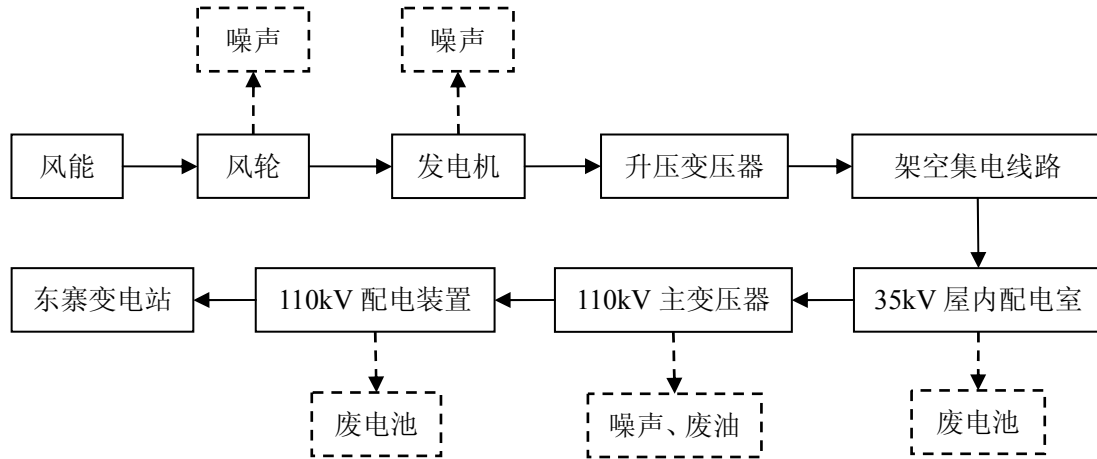 噪声
噪声
风能
风轮
发电机
升压变压器
架空集电线路
东寨变电站
110kV 配电装置
110kV 主变压器
35kV 屋内配电室
废电池
噪声、废油
废电池